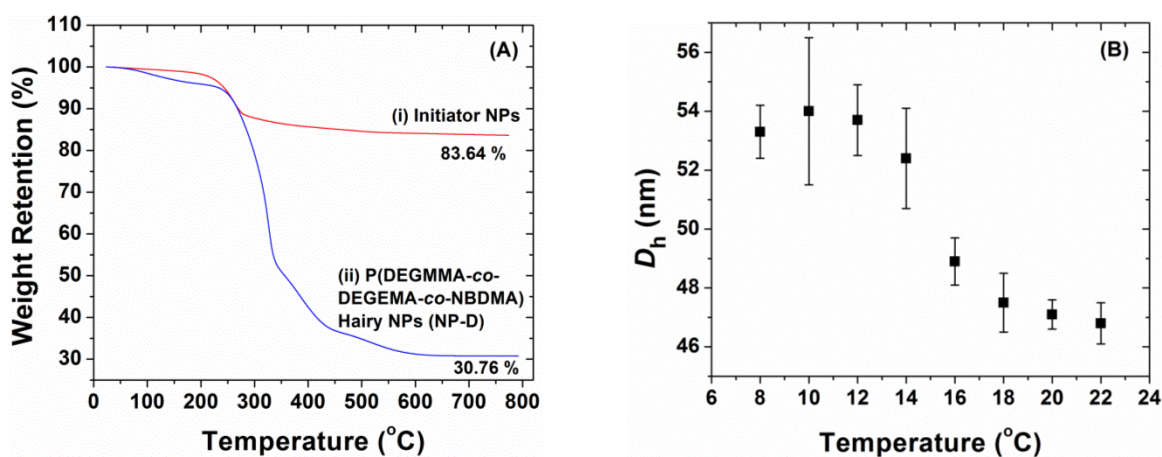 110
100
90
80
70
60
50
40
30
Weight Retention (%)
(A)
(i) Initiator NPs
83.64 %
(ii) P(DEGMMA-co-
DEGEMA-co-NBDMA)
Hairy NPs (NP-D)
30.76 %
0 100 200 300 400 500 600 700 800
Temperature (°C)
56
54
52
50
48
46
Dh (nm)
(B)
6 8 10 12 14 16 18 20 22 24
Temperature (°C)